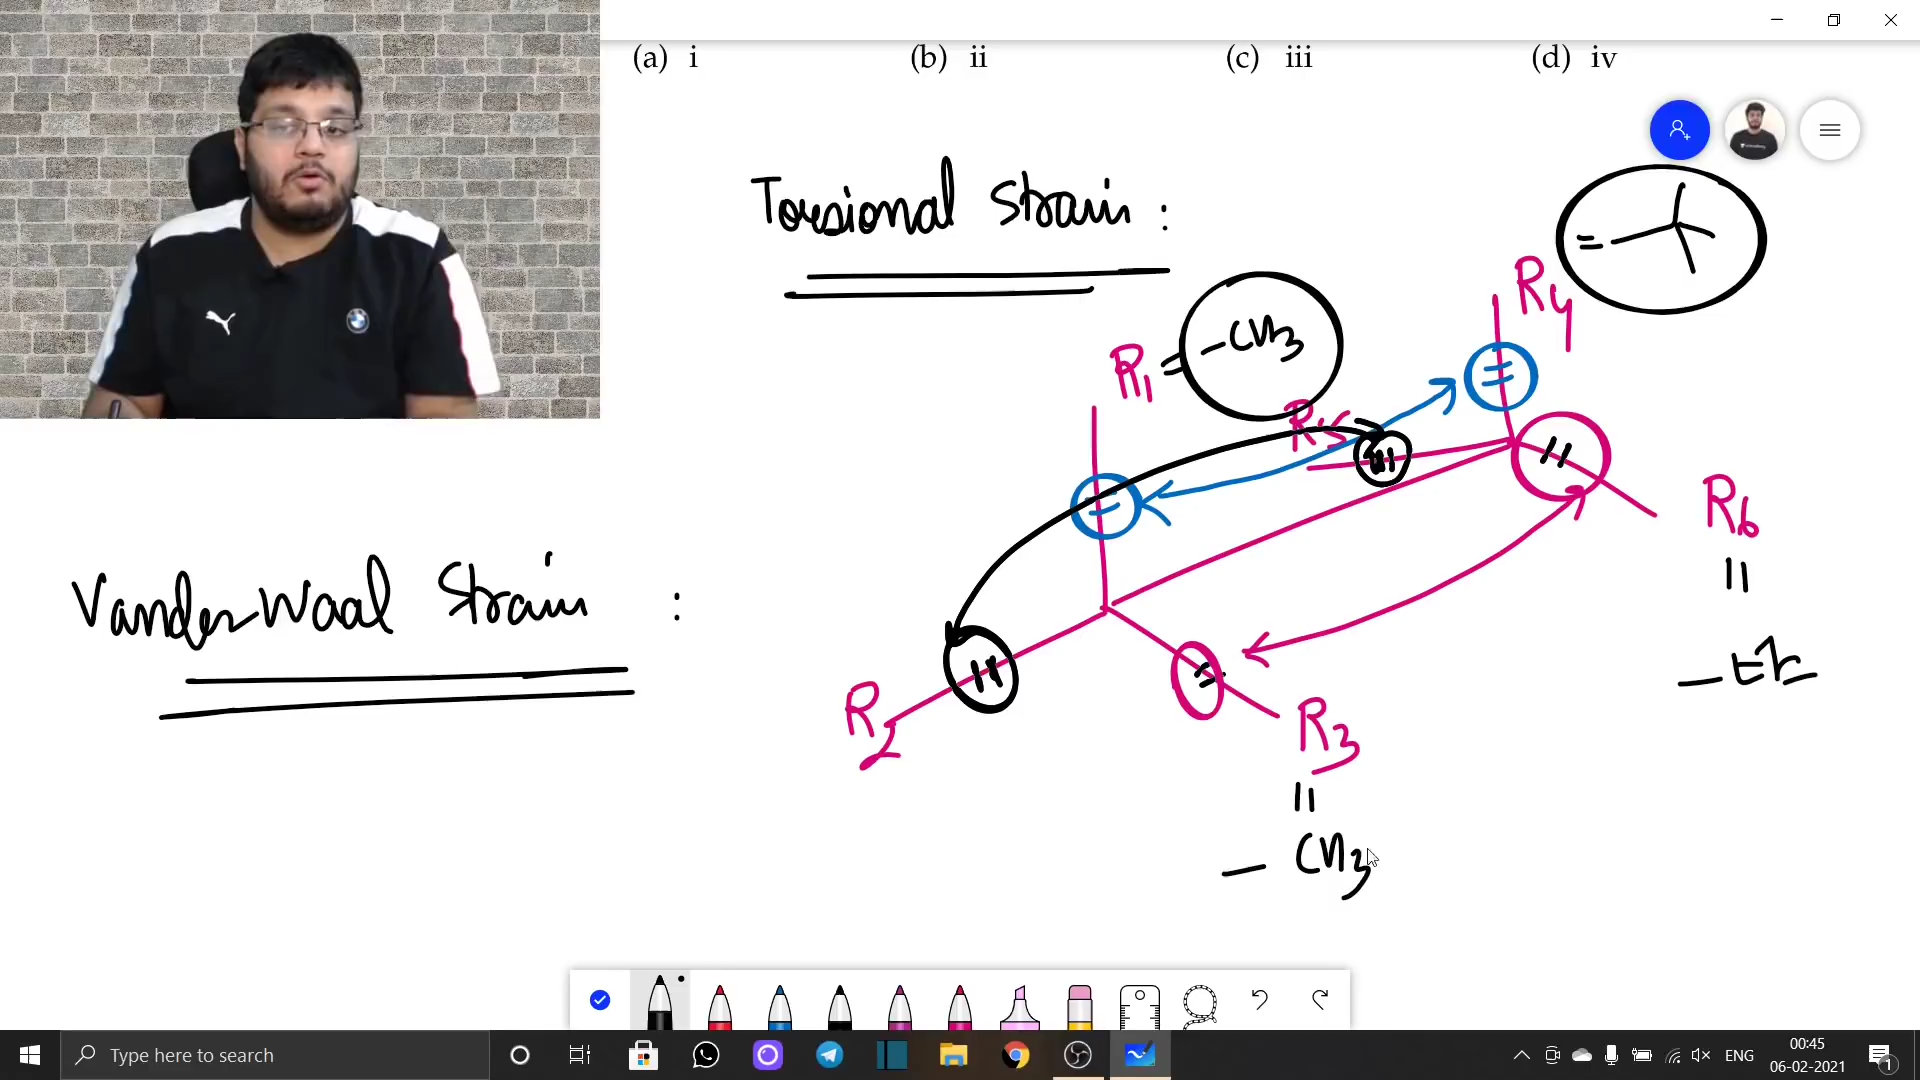 (a) i (b) ii (c) iii (d) iv
Torsional Strain :
R4
R1 = -CH3
R5
R6
Vander Waal Strain :
R2
R3
- CH3
Type here to search
ENG
00:45
06-02-2021
1